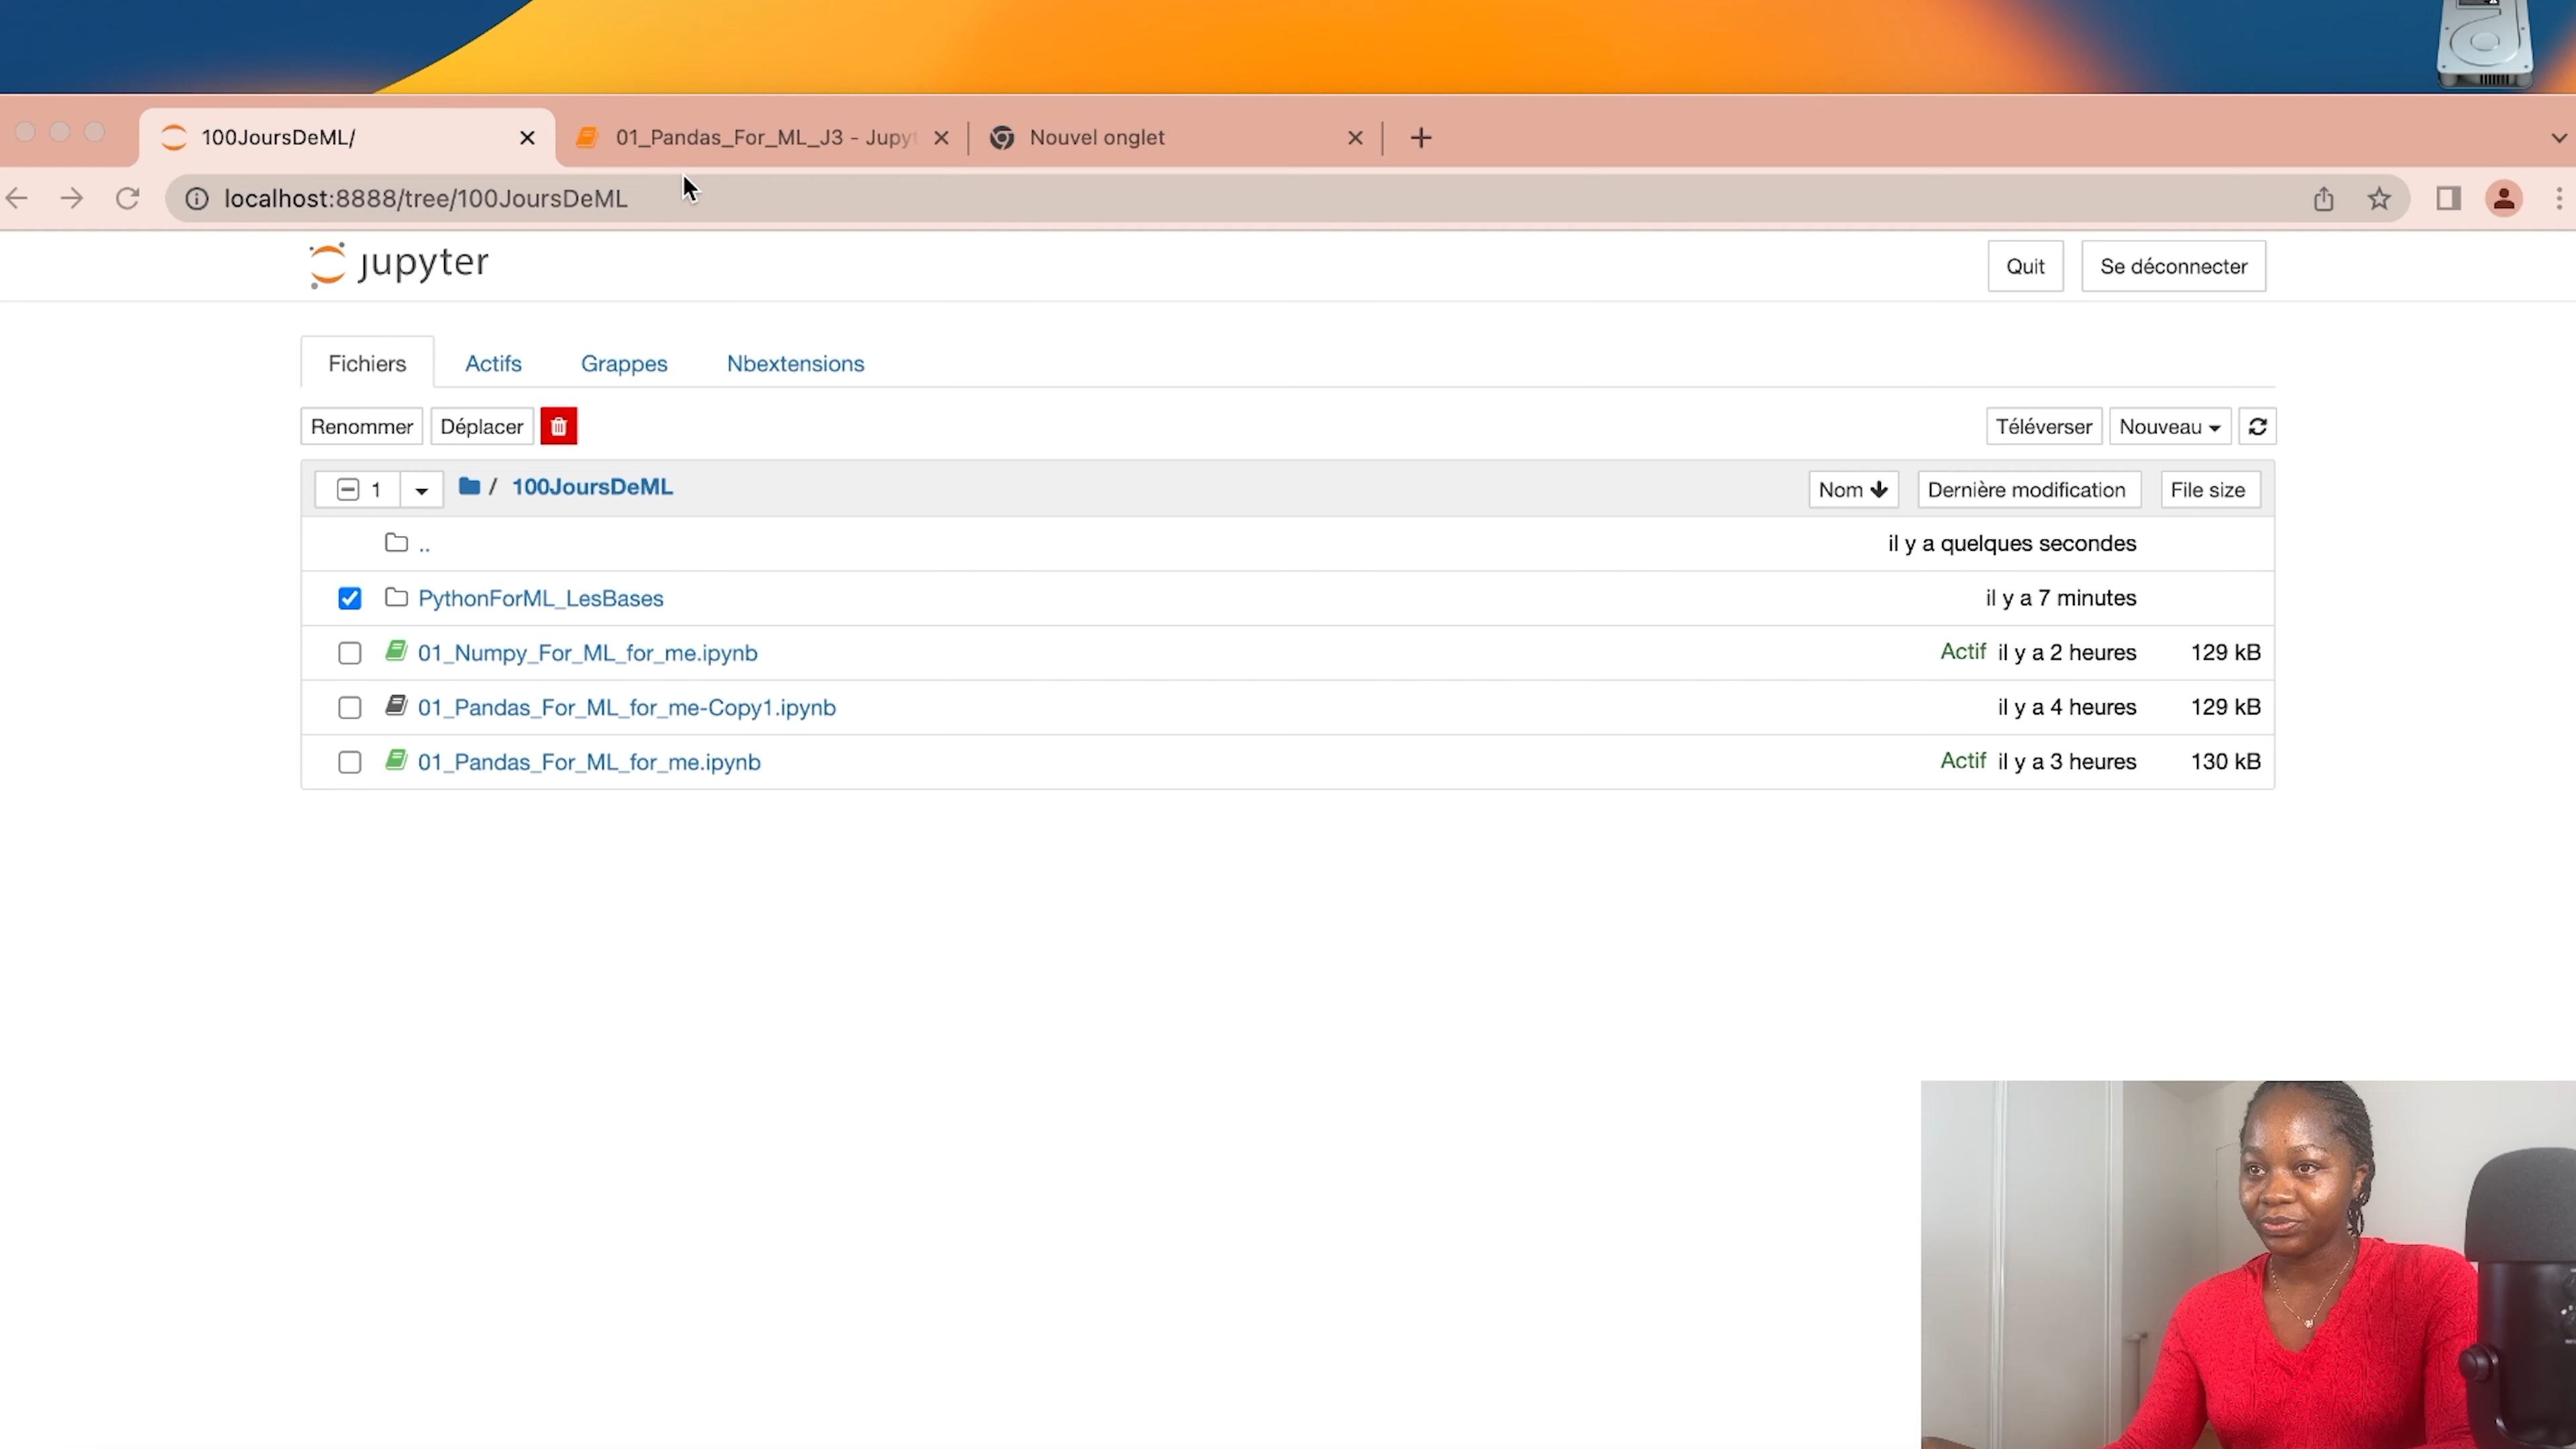 100JoursDeML/
01_Pandas_For_ML_J3 - Jupyt
Nouvel onglet
localhost:8888/tree/100JoursDeML
jupyter
Quit
Se déconnecter
Fichiers
Actifs
Grappes
Nbextensions
Renommer
Déplacer
Téléverser
Nouveau
1
/ 100JoursDeML
Nom
Dernière modification
File size
..
il y a quelques secondes
PythonForML_LesBases
il y a 7 minutes
01_Numpy_For_ML_for_me.ipynb
Actif il y a 2 heures 129 kB
01_Pandas_For_ML_for_me-Copy1.ipynb
il y a 4 heures 129 kB
01_Pandas_For_ML_for_me.ipynb
Actif il y a 3 heures 130 kB